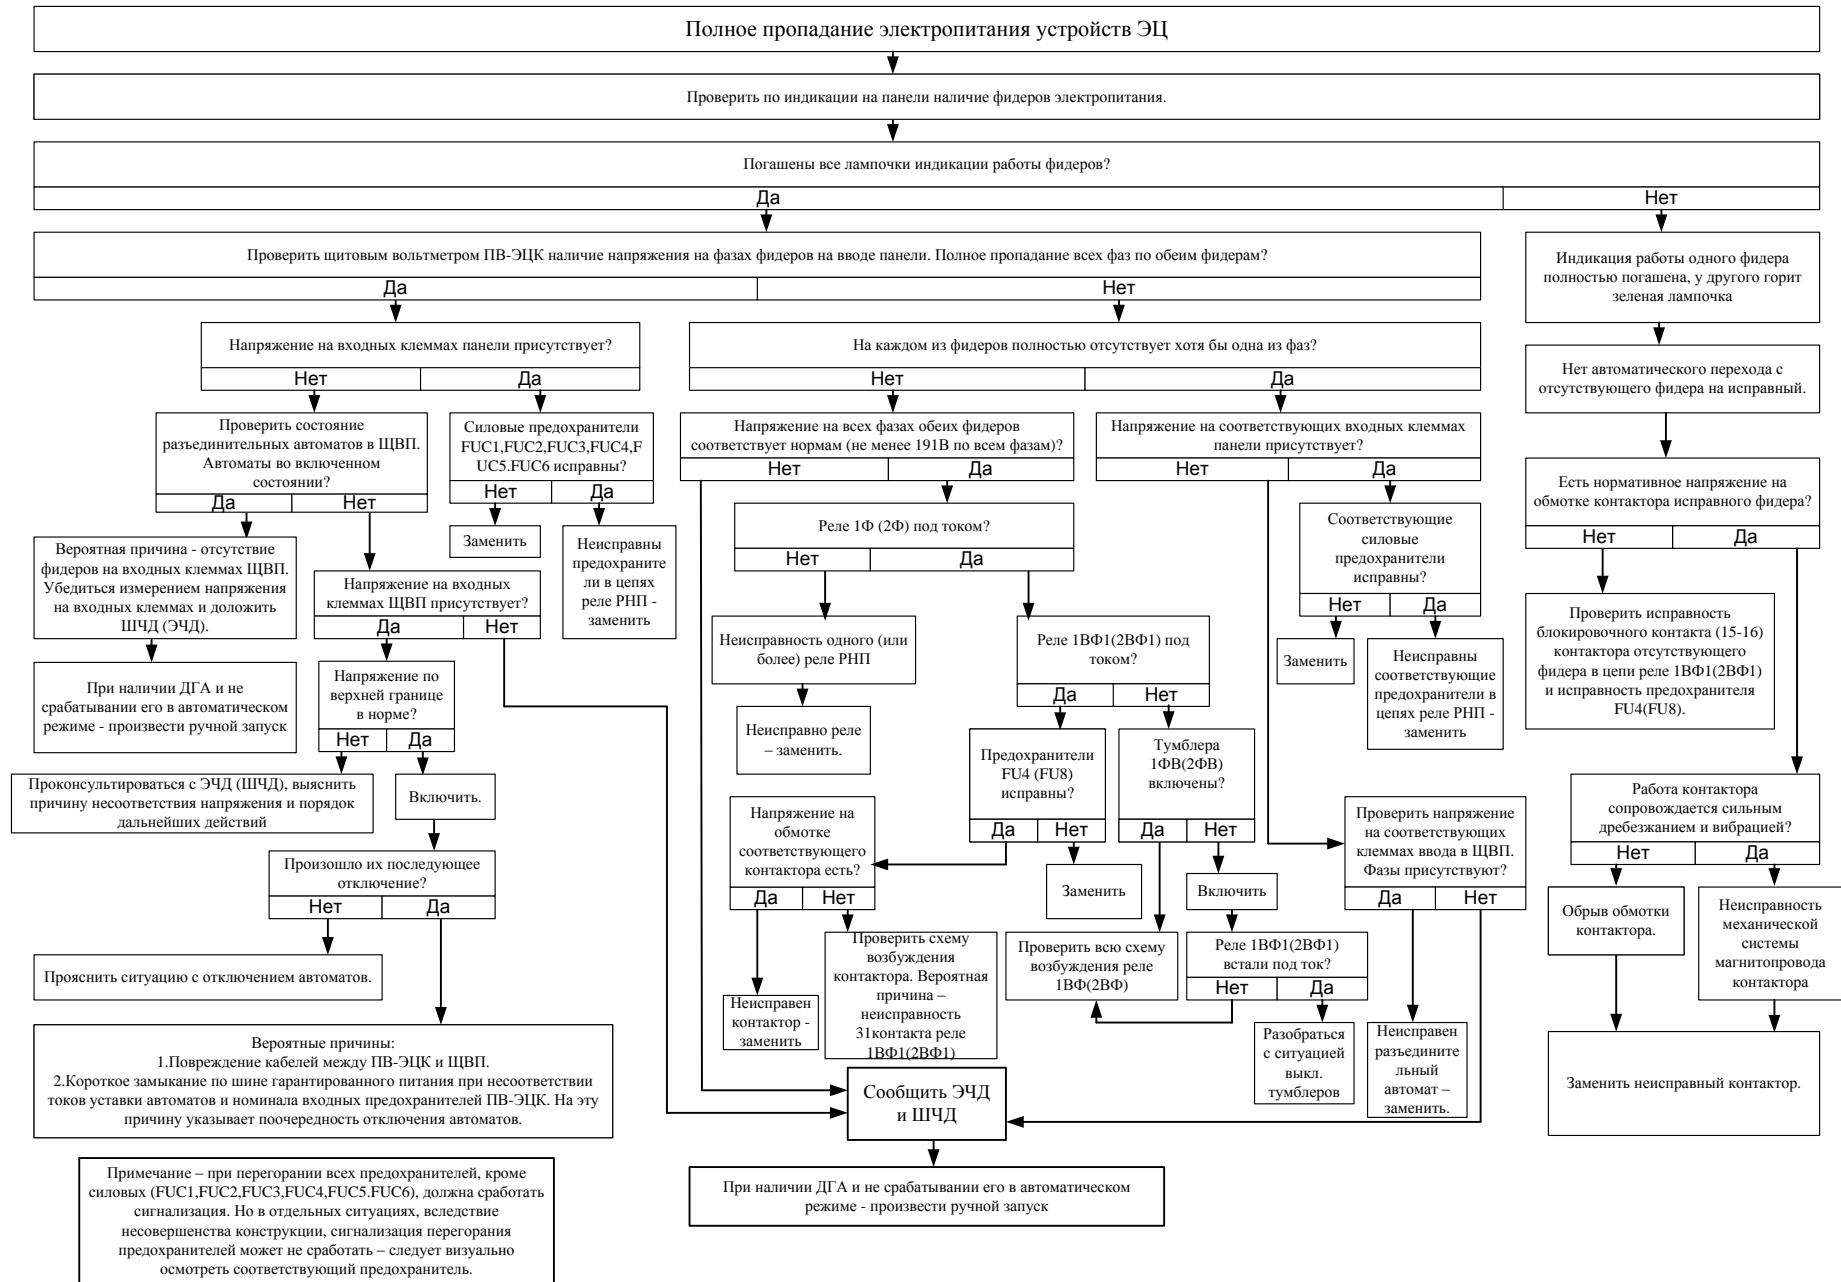 Полное пропадание электропитания устройств ЭЦ
Проверить по индикации на панели наличие фидеров электропитания.
Погашены все лампочки индикации работы фидеров?
Да
Нет
Проверить щитовым вольтметром ПВ-ЭЦК наличие напряжения на фазах фидеров на вводе панели. Полное пропадание всех фаз по обеим фидерам?
Да
Нет
Напряжение на входных клеммах панели присутствует?
Нет
Да
Проверить состояние
разъединительных автоматов в ЩВП.
Автоматы во включенном
состоянии?
Да
Нет
Вероятная причина - отсутствие
фидеров на входных клеммах ЩВП.
Убедиться измерением напряжения
на входных клеммах и доложить
ШЧД (ЭЧД).
При наличии ДГА и не
срабатывании его в автоматическом
режиме - произвести ручной запуск
Силовые предохранители
FUC1,FUC2,FUC3,FUC4,F
UC5.FUC6 исправны?
Нет
Да
Заменить
Неисправны
предохраните
ли в цепях
реле РНП -
заменить
Напряжение на входных
клеммах ЩВП присутствует?
Да
Нет
Напряжение по
верхней границе
в норме?
Нет
Да
Проконсультироваться с ЭЧД (ШЧД), выяснить
причину несоответствия напряжения и порядок
дальнейших действий
Включить.
Произошло их последующее
отключение?
Нет
Да
Прояснить ситуацию с отключением автоматов.
Вероятные причины:
1.Повреждение кабелей между ПВ-ЭЦК и ЩВП.
2.Короткое замыкание по шине гарантированного питания при несоответствии
токов уставки автоматов и номинала входных предохранителей ПВ-ЭЦК. На эту
причину указывает поочередность отключения автоматов.
Примечание – при перегорании всех предохранителей, кроме
силовых (FUC1,FUC2,FUC3,FUC4,FUC5.FUC6), должна сработать
сигнализация. Но в отдельных ситуациях, вследствие
несовершенства конструкции, сигнализация перегорания
предохранителей может не сработать – следует визуально
осмотреть соответствующий предохранитель.
На каждом из фидеров полностью отсутствует хотя бы одна из фаз?
Нет
Да
Напряжение на всех фазах обеих фидеров
соответствует нормам (не менее 191В по всем фазам)?
Нет
Да
Реле 1Ф (2Ф) под током?
Нет
Да
Неисправность одного (или
более) реле РНП
Неисправно реле
– заменить.
Реле 1ВФ1(2ВФ1) под
током?
Да
Нет
Предохранители
FU4 (FU8)
исправны?
Да
Нет
Тумблера
1ФВ(2ФВ)
включены?
Да
Нет
Напряжение на
обмотке
соответствующего
контактора есть?
Да
Нет
Заменить
Включить
Неисправен
контактор -
заменить
Проверить схему
возбуждения
контактора. Вероятная
причина –
неисправность
31контакта реле
1ВФ1(2ВФ1)
Проверить всю схему
возбуждения реле
1ВФ(2ВФ)
Реле 1ВФ1(2ВФ1)
встали под ток?
Нет
Да
Разобраться
с ситуацией
выкл.
тумблеров
Сообщить ЭЧД
и ШЧД
При наличии ДГА и не срабатывании его в автоматическом
режиме - произвести ручной запуск
Напряжение на соответствующих входных клеммах
панели присутствует?
Нет
Да
Соответствующие
силовые
предохранители
исправны?
Нет
Да
Заменить
Неисправны
соответствующие
предохранители в
цепях реле РНП -
заменить
Проверить напряжение
на соответствующих
клеммах ввода в ЩВП.
Фазы присутствуют?
Да
Нет
Неисправен
разъедините
льный
автомат –
заменить.
Индикация работы одного фидера
полностью погашена, у другого горит
зеленая лампочка
Нет автоматического перехода с
отсутствующего фидера на исправный.
Есть нормативное напряжение на
обмотке контактора исправного фидера?
Нет
Да
Проверить исправность
блокировочного контакта (15-16)
контактора отсутствующего
фидера в цепи реле 1ВФ1(2ВФ1)
и исправность предохранителя
FU4(FU8).
Работа контактора
сопровождается сильным
дребезжанием и вибрацией?
Нет
Да
Обрыв обмотки
контактора.
Неисправность
механической
системы
магнитопровода
контактора
Заменить неисправный контактор.